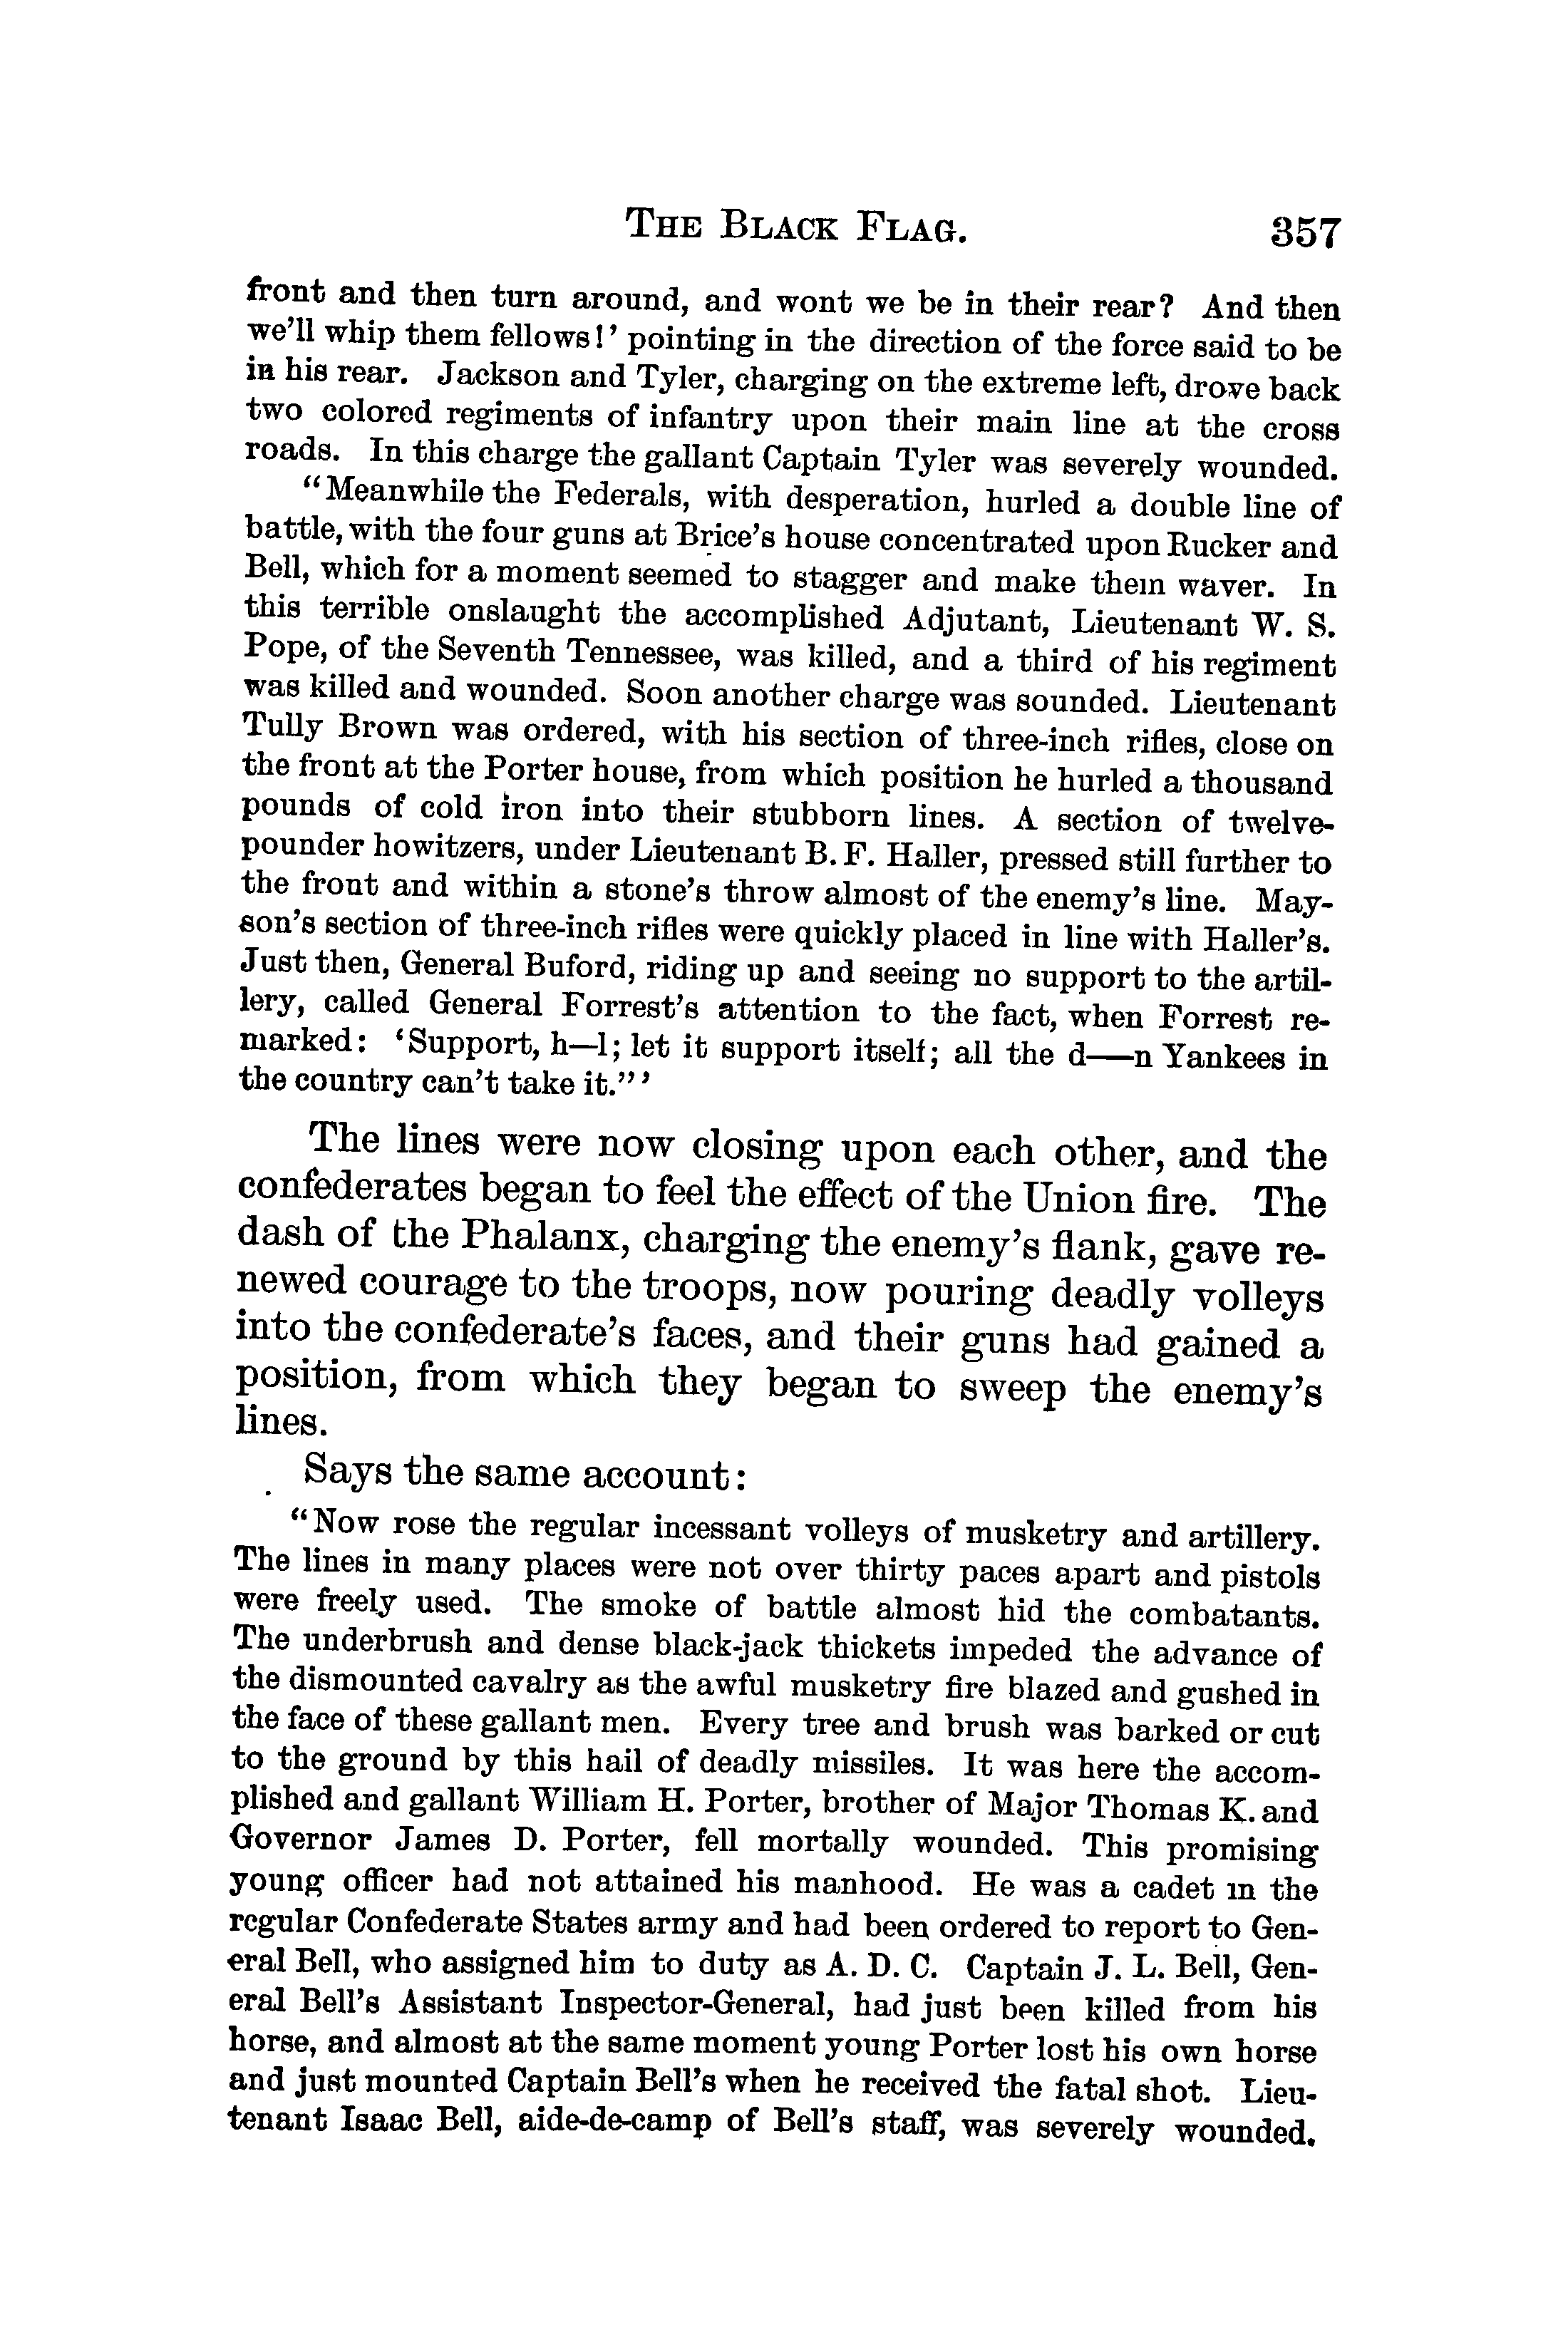 THE BLACK FLAG. 357
front and then turn around, and wont we be in their rear? And then
we'll whip them fellows!' pointing in the direction of the force said to be
in his rear. Jackson and Tyler, charging on the extreme left, drove back
two colored regiments of infantry upon their main line at the cross
roads. In this charge the gallant Captain Tyler was severely wounded.
"Meanwhile the Federals, with desperation, hurled a double line of
battle, with the four guns at Brice's house concentrated upon Rucker and
Bell, which for a moment seemed to stagger and make them waver. In
this terrible onslaught the accomplished Adjutant, Lieutenant W. S.
Pope, of the Seventh Tennessee, was killed, and a third of his regiment
was killed and wounded. Soon another charge was sounded. Lieutenant
Tully Brown was ordered, with his section of three-inch rifles, close on
the front at the Porter house, from which position he hurled a thousand
pounds of cold iron into their stubborn lines. A section of twelve-
pounder howitzers, under Lieutenant B. F. Haller, pressed still further to
the front and within a stone's throw almost of the enemy's line. May-
son's section of three-inch rifles were quickly placed in line with Haller's.
Just then, General Buford, riding up and seeing no support to the artil-
lery, called General Forrest's attention to the fact, when Forrest re-
marked: 'Support, h—l; let it support itself; all the d——n Yankees in
the country can't take it."'
The lines were now closing upon each other, and the
confederates began to feel the effect of the Union fire. The
dash of the Phalanx, charging the enemy's flank, gave re-
newed courage to the troops, now pouring deadly volleys
into the confederate's faces, and their guns had gained a
position, from which they began to sweep the enemy's
lines.
Says the same account:
"Now rose the regular incessant volleys of musketry and artillery.
The lines in many places were not over thirty paces apart and pistols
were freely used. The smoke of battle almost hid the combatants.
The underbrush and dense black-jack thickets impeded the advance of
the dismounted cavalry as the awful musketry fire blazed and gushed in
the face of these gallant men. Every tree and brush was barked or cut
to the ground by this hail of deadly missiles. It was here the accom-
plished and gallant William H. Porter, brother of Major Thomas K. and
Governor James D. Porter, fell mortally wounded. This promising
young officer had not attained his manhood. He was a cadet in the
regular Confederate States army and had been ordered to report to Gen-
eral Bell, who assigned him to duty as A. D. C. Captain J. L. Bell, Gen-
eral Bell's Assistant Inspector-General, had just been killed from his
horse, and almost at the same moment young Porter lost his own horse
and just mounted Captain Bell's when he received the fatal shot. Lieu-
tenant Isaac Bell, aide-de-camp of Bell's staff, was severely wounded.